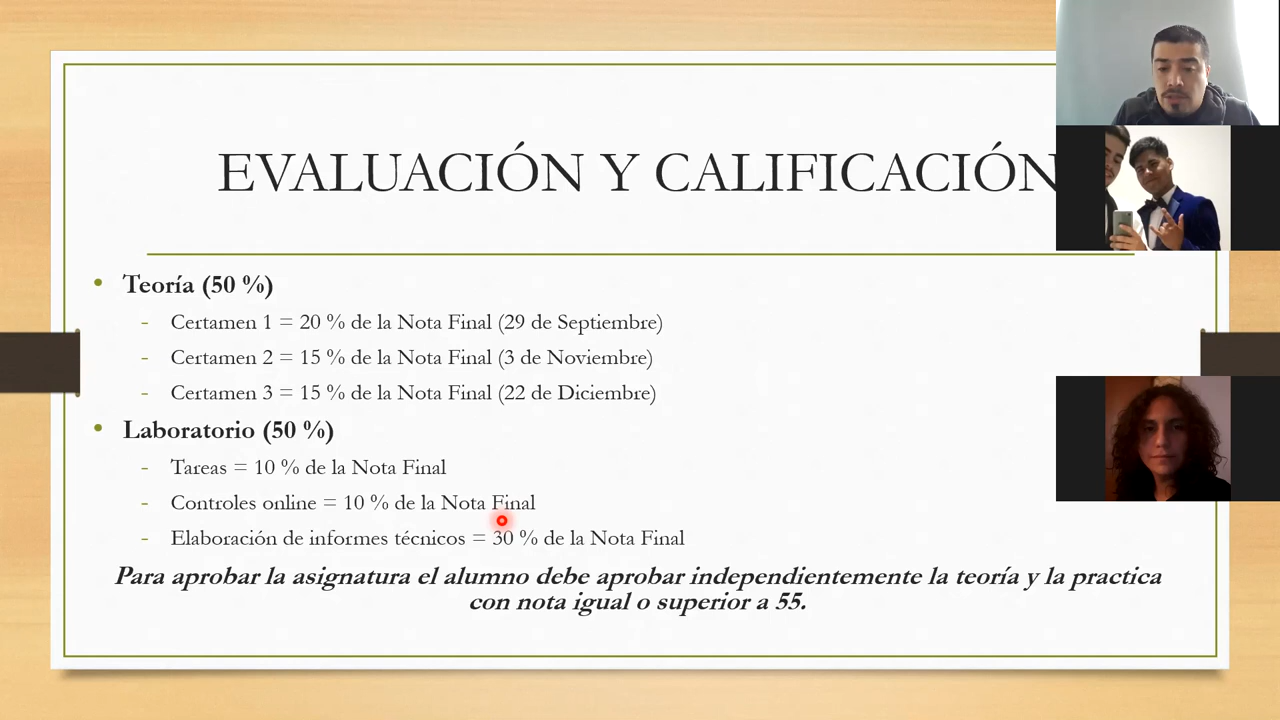 EVALUACIÓN Y CALIFICACIÓN
• Teoría (50 %)
- Certamen 1 = 20 % de la Nota Final (29 de Septiembre)
- Certamen 2 = 15 % de la Nota Final (3 de Noviembre)
- Certamen 3 = 15 % de la Nota Final (22 de Diciembre)
• Laboratorio (50 %)
- Tareas = 10 % de la Nota Final
- Controles online = 10 % de la Nota Final
- Elaboración de informes técnicos = 30 % de la Nota Final
Para aprobar la asignatura el alumno debe aprobar independientemente la teoría y la practica
con nota igual o superior a 55.